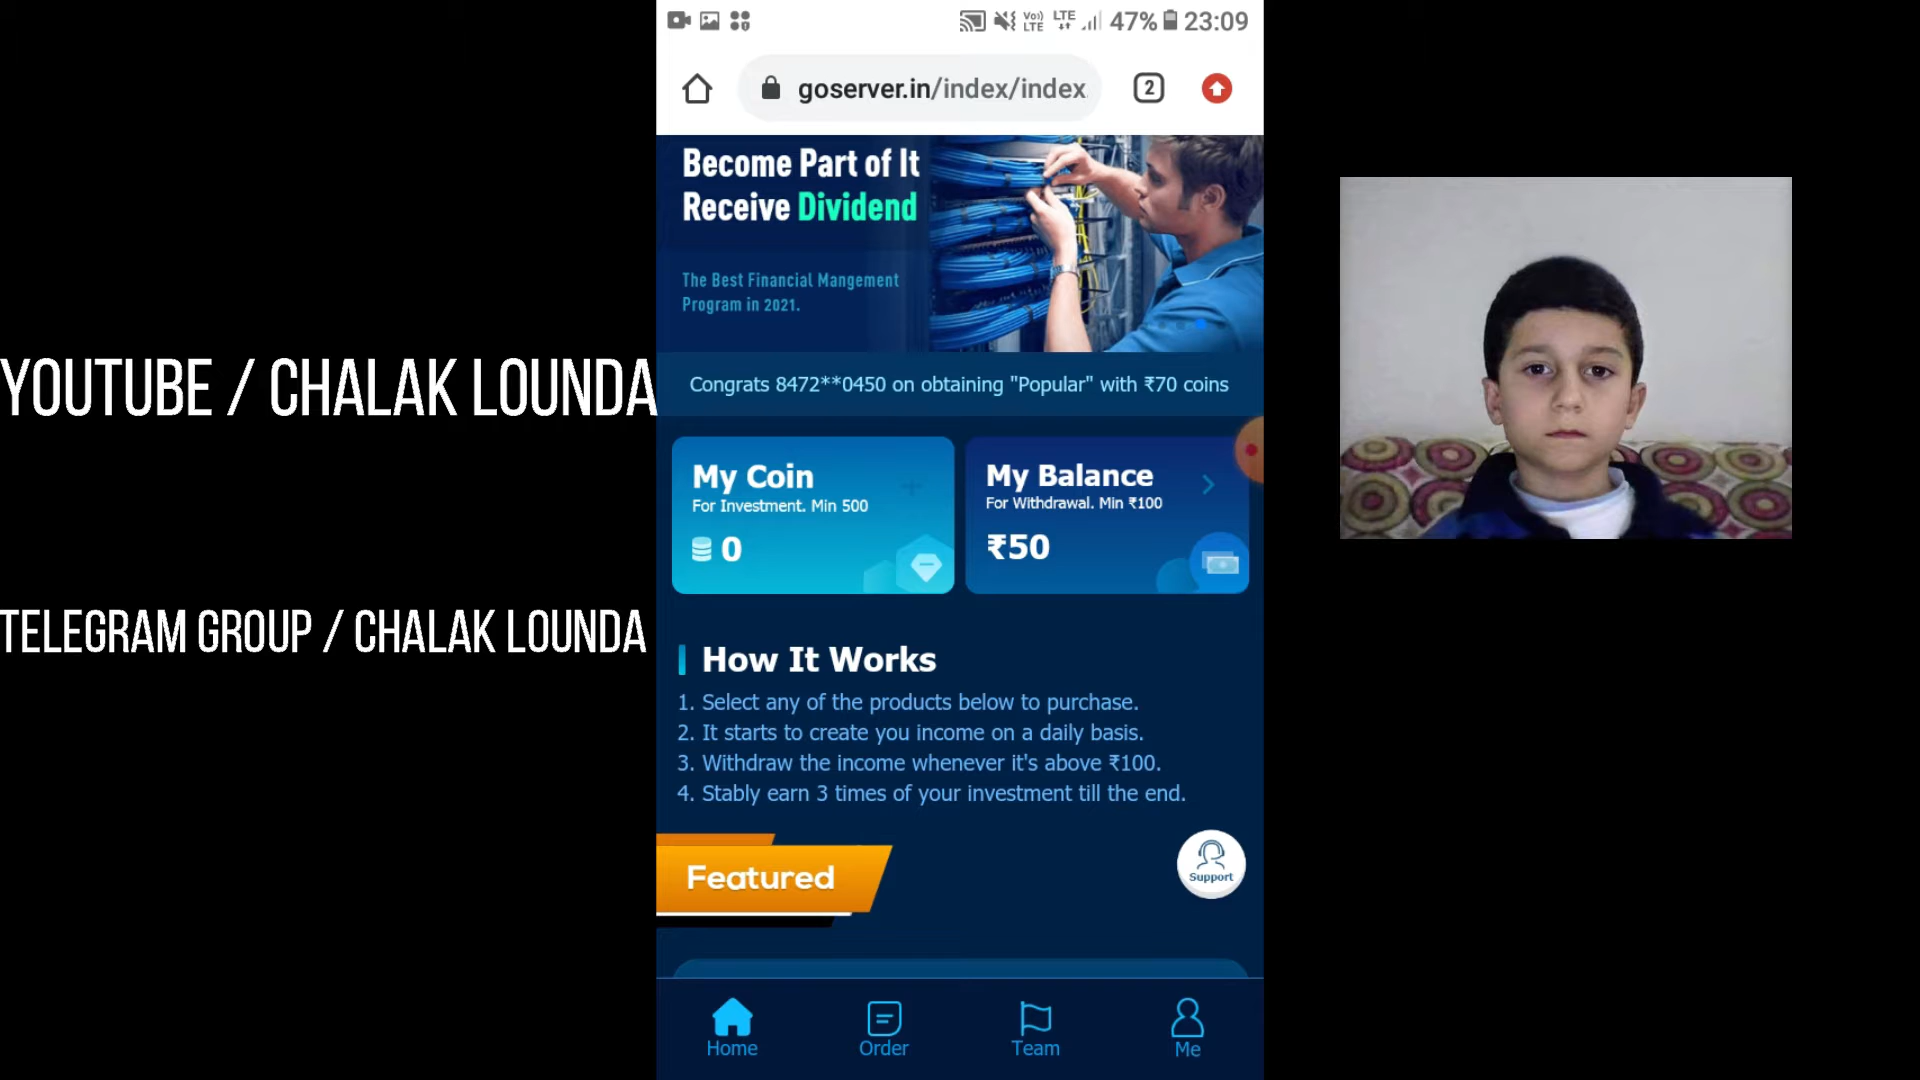 VoJ) LTE
LTE
47%
23:09
goserver.in/index/index
2
Become Part of It
Receive Dividend
The Best Financial Mangement
Program in 2021.
Congrats 8472**0450 on obtaining "Popular" with ₹70 coins
YOUTUBE / CHALAK LOUNDA
TELEGRAM GROUP / CHALAK LOUNDA
My Coin
For Investment. Min 500
0
My Balance
For Withdrawal. Min ₹100
₹50
How It Works
1. Select any of the products below to purchase.
2. It starts to create you income on a daily basis.
3. Withdraw the income whenever it's above ₹100.
4. Stably earn 3 times of your investment till the end.
Featured
Support
Home
Order
Team
Me